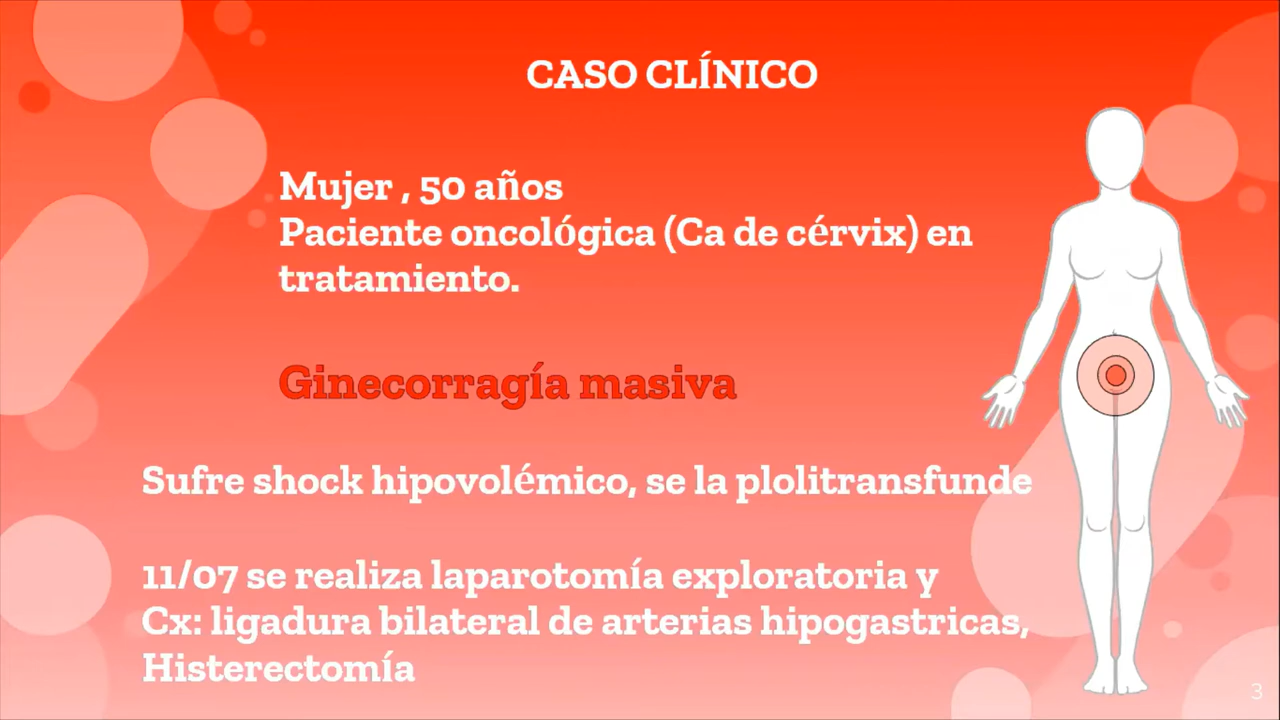 CASO CLÍNICO
Mujer , 50 años
Paciente oncológica (Ca de cérvix) en
tratamiento.
Ginecorragía masiva
Sufre shock hipovolémico, se la plolitransfunde
11/07 se realiza laparotomía exploratoria y
Cx: ligadura bilateral de arterias hipogastricas,
Histerectomía
3